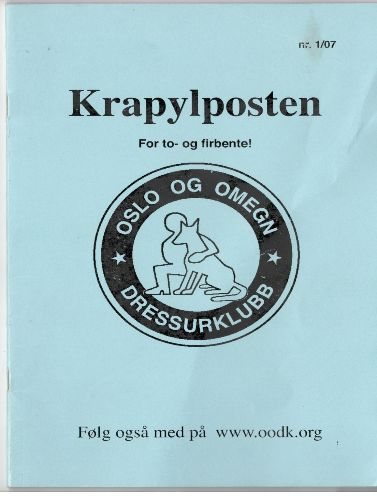 nr. 1/07
Krapylposten
For to- og firbente!
OSLO OG OMEGN
DRESSURKLUBB
Følg også med på www.oodk.org